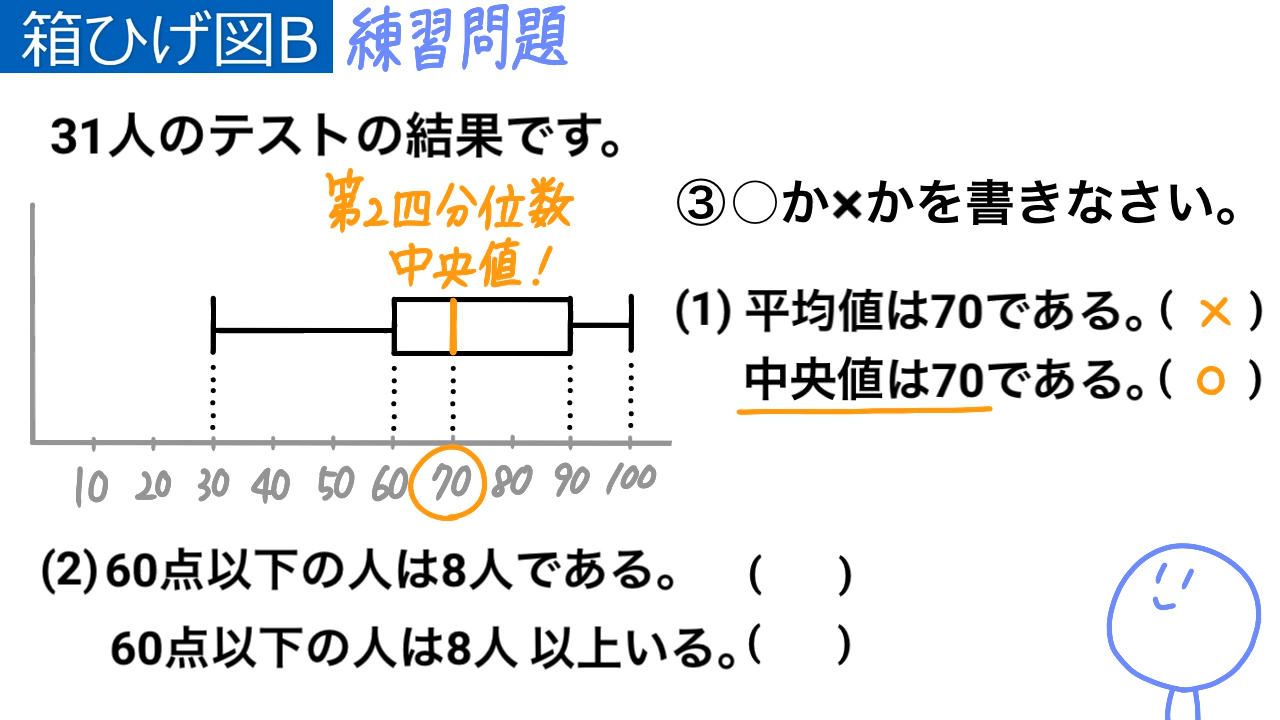 箱ひげ図B 練習問題
31人のテストの結果です。
第2四分位数
中央値!
10 20 30 40 50 60 70 80 90 100
③○か×かを書きなさい。
(1) 平均値は70である。( × )
中央値は70である。( ○ )
(2) 60点以下の人は8人である。 ( )
60点以下の人は8人 以上いる。( )